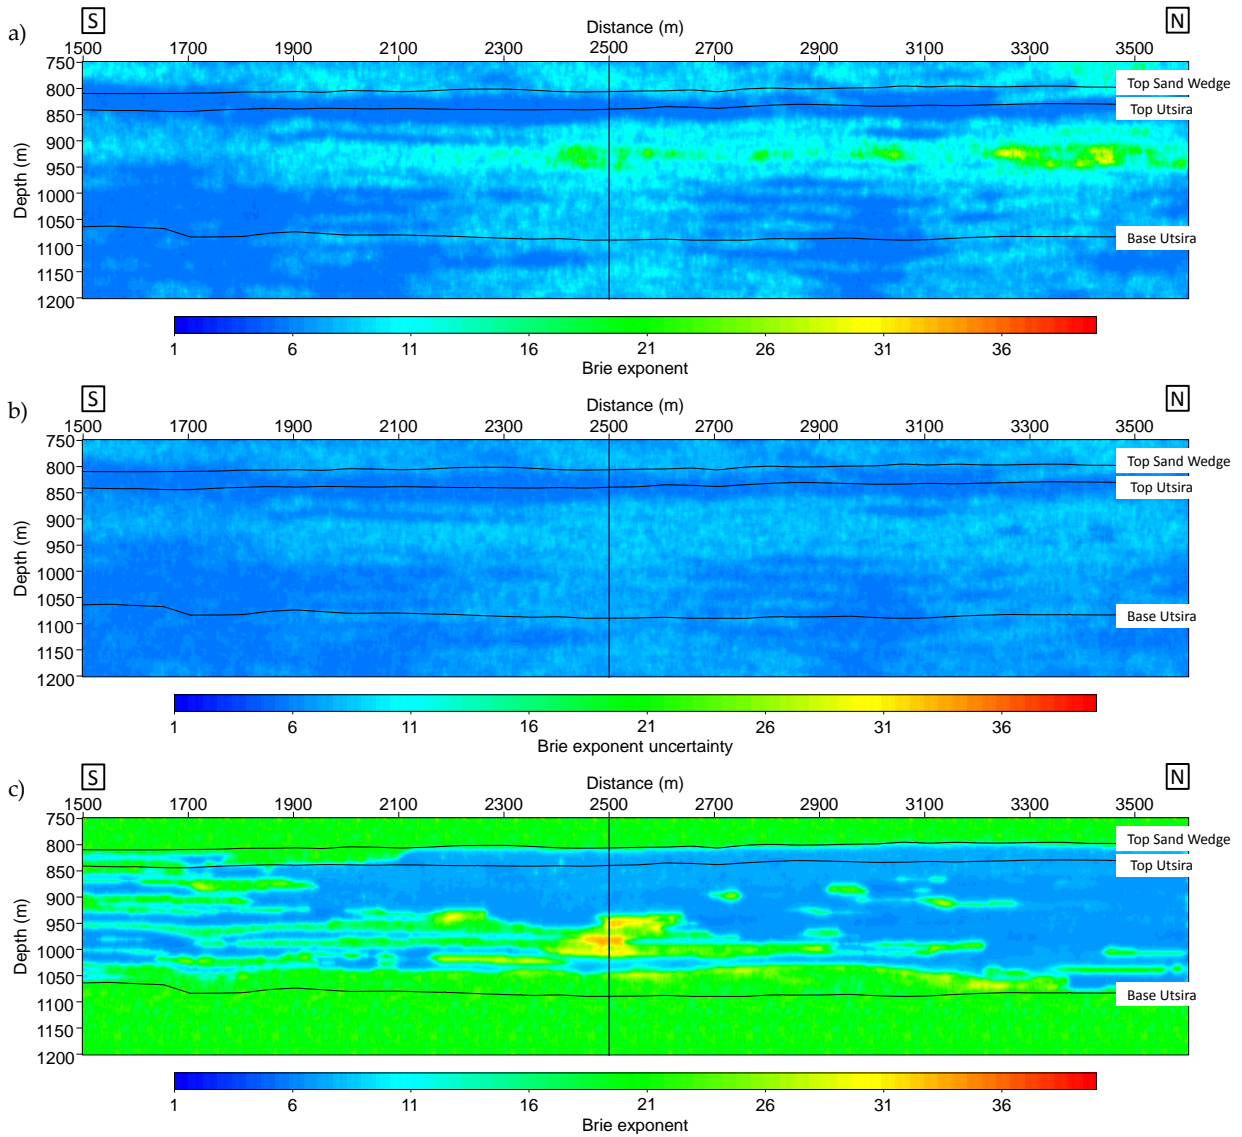 a)
S
N
Distance (m)
1500 1700 1900 2100 2300 2500 2700 2900 3100 3300 3500
Depth (m)
750
800
850
900
950
1000
1050
1100
1150
1200
Top Sand Wedge
Top Utsira
Base Utsira
1 6 11 16 21 26 31 36
Brie exponent
b)
S
N
Distance (m)
1500 1700 1900 2100 2300 2500 2700 2900 3100 3300 3500
Depth (m)
750
800
850
900
950
1000
1050
1100
1150
1200
Top Sand Wedge
Top Utsira
Base Utsira
1 6 11 16 21 26 31 36
Brie exponent uncertainty
c)
S
N
Distance (m)
1500 1700 1900 2100 2300 2500 2700 2900 3100 3300 3500
Depth (m)
750
800
850
900
950
1000
1050
1100
1150
1200
Top Sand Wedge
Top Utsira
Base Utsira
1 6 11 16 21 26 31 36
Brie exponent